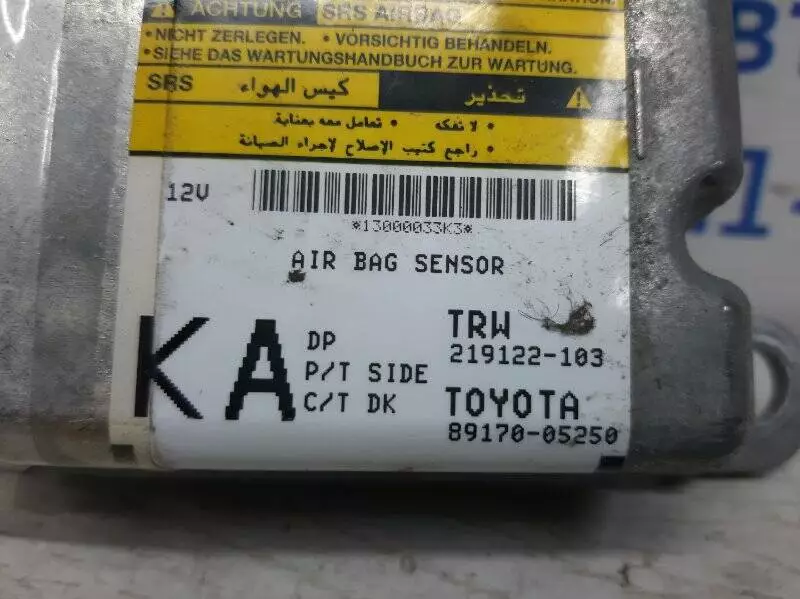 ACHTUNG SRS AIRBAG
•NICHT ZERLEGEN. •VORSICHTIG BEHANDELN.
•SIEHE DAS WARTUNGSHANDBUCH ZUR WARTUNG.
SRS كيس الهواء تحذير
• لا تفكه • تعامل معه بعناية
• راجع كتيب الإصلاح لاجراء الصيانة
12V
*13000033K3*
AIR BAG SENSOR
KA
DP
P/T SIDE
C/T DK
TRW
219122-103
TOYOTA
89170-05250